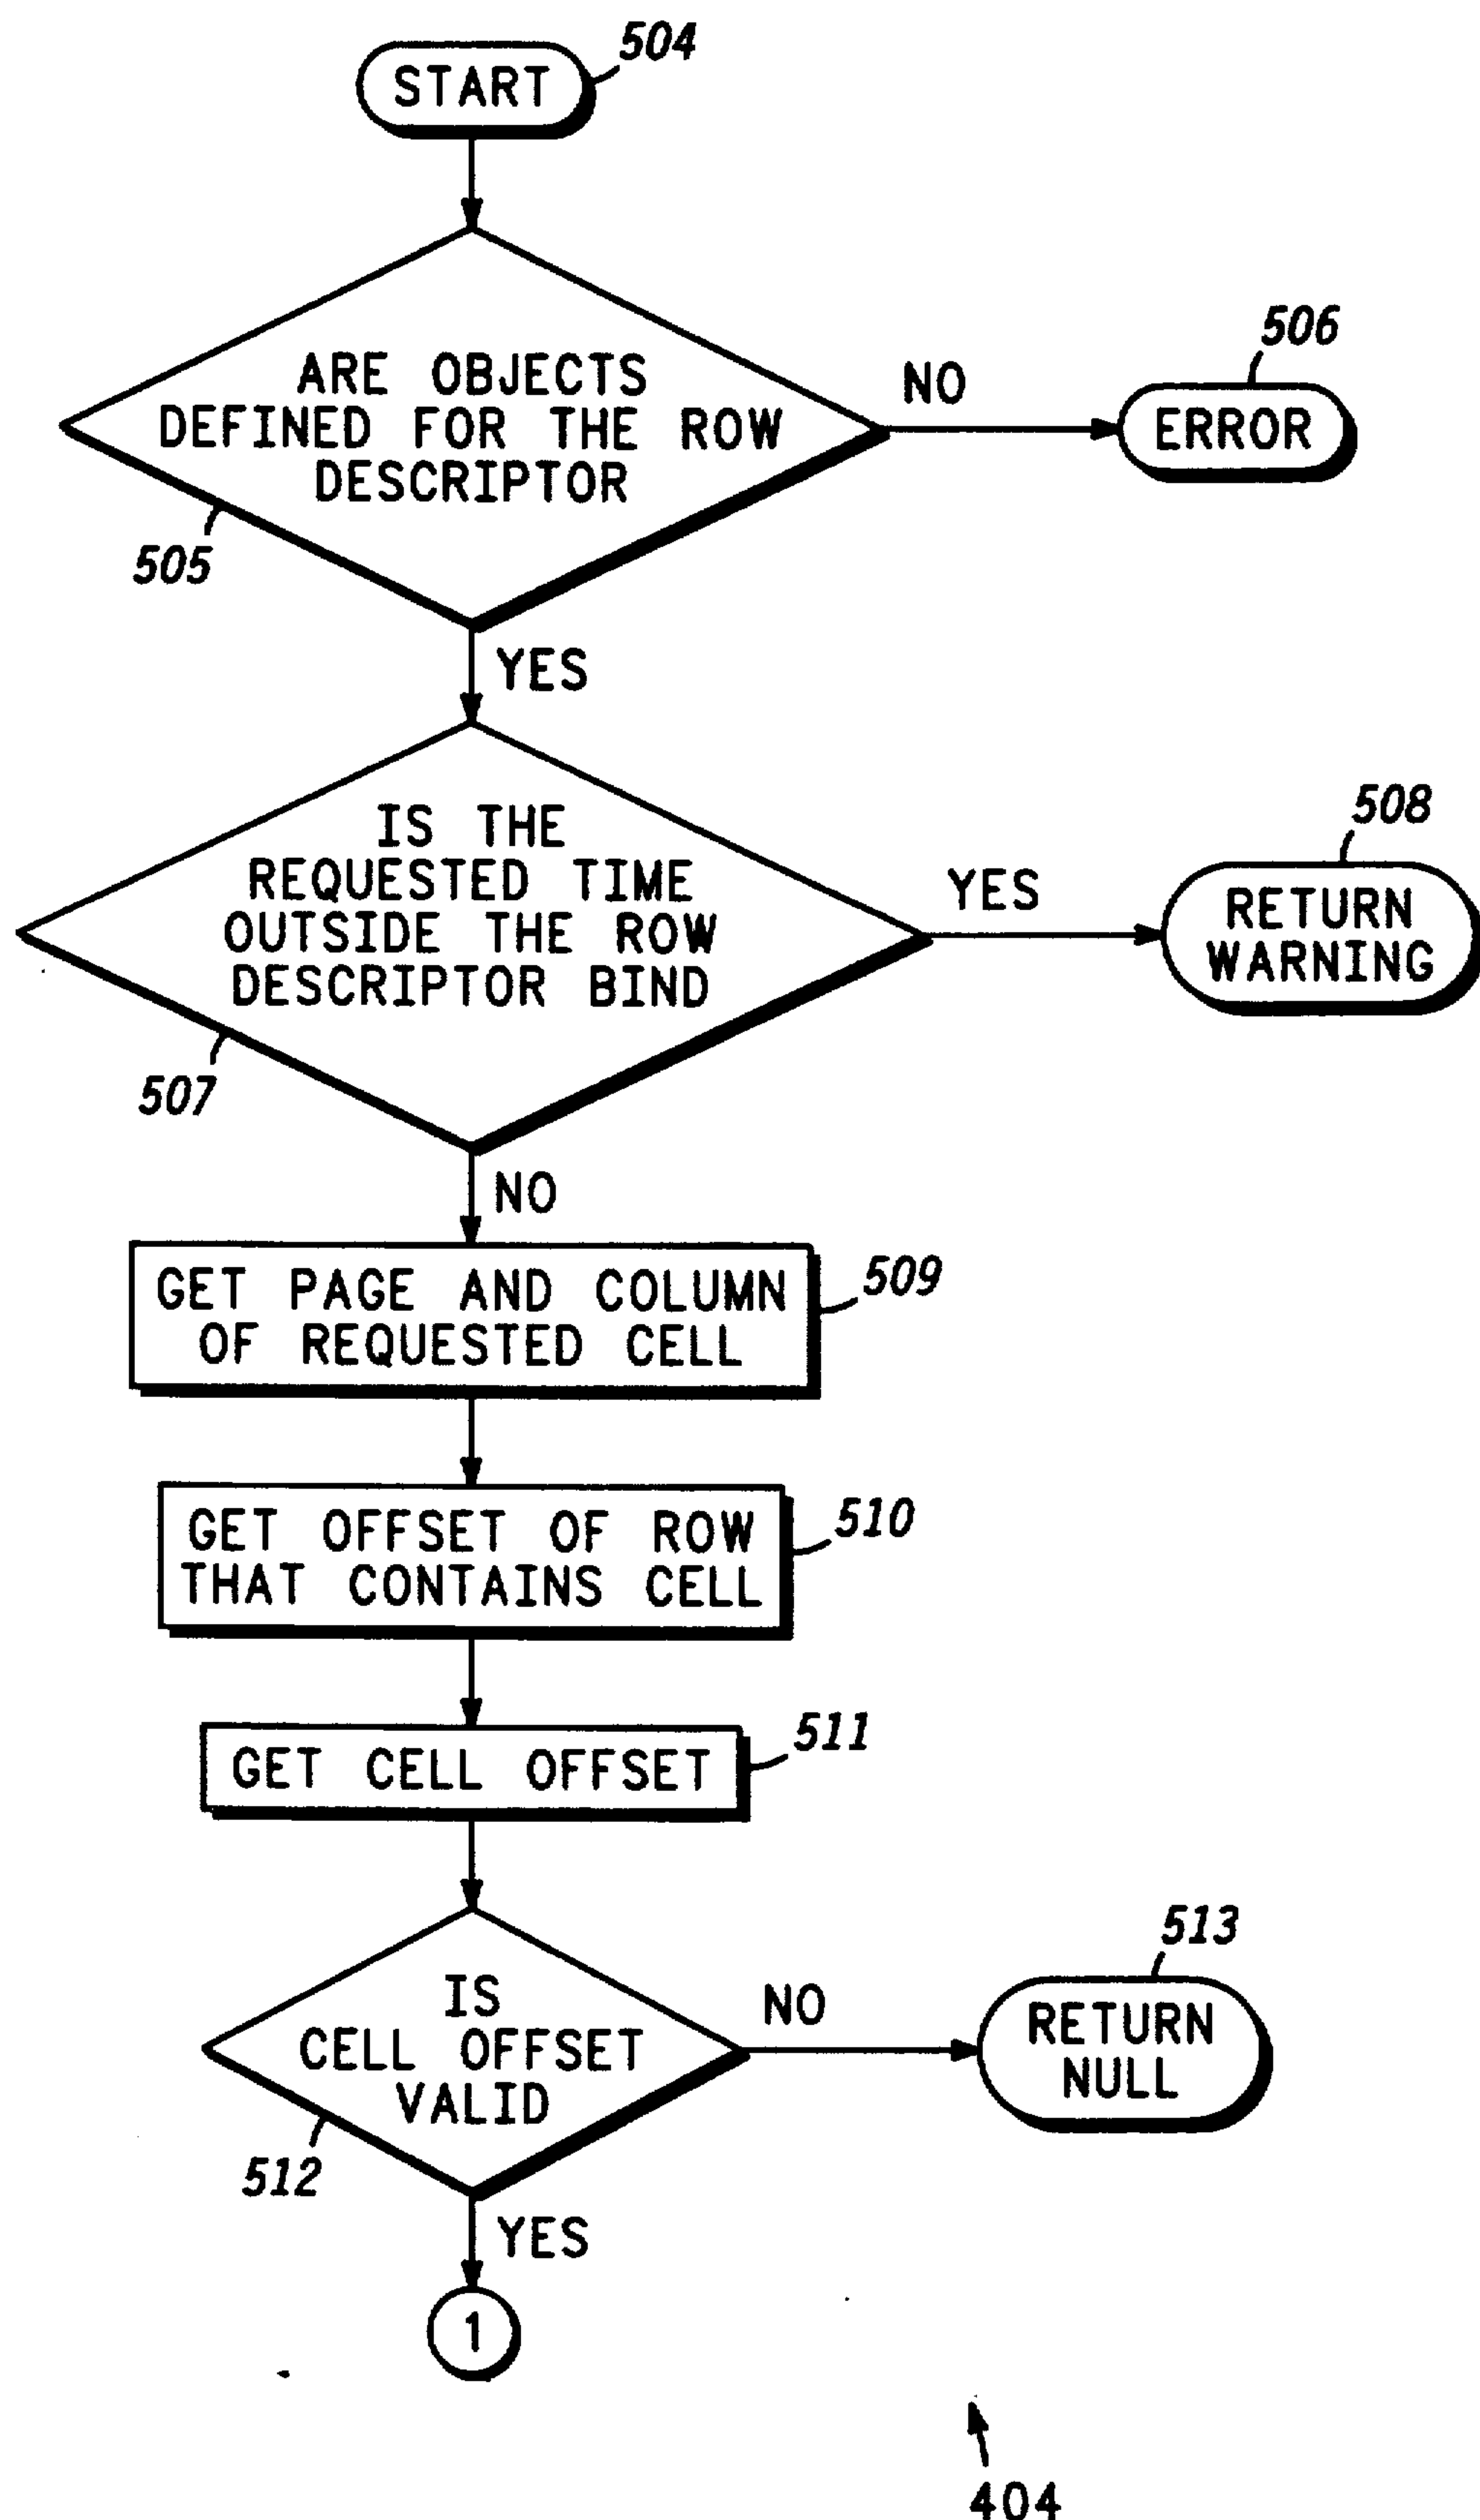 504
START
506
ARE OBJECTS
DEFINED FOR THE ROW
DESCRIPTOR
NO
ERROR
505
YES
508
IS THE
REQUESTED TIME
OUTSIDE THE ROW
DESCRIPTOR BIND
YES
RETURN
WARNING
507
NO
GET PAGE AND COLUMN
OF REQUESTED CELL
509
GET OFFSET OF ROW
THAT CONTAINS CELL
510
GET CELL OFFSET
511
513
IS
CELL OFFSET
VALID
NO
RETURN
NULL
512
YES
1
404